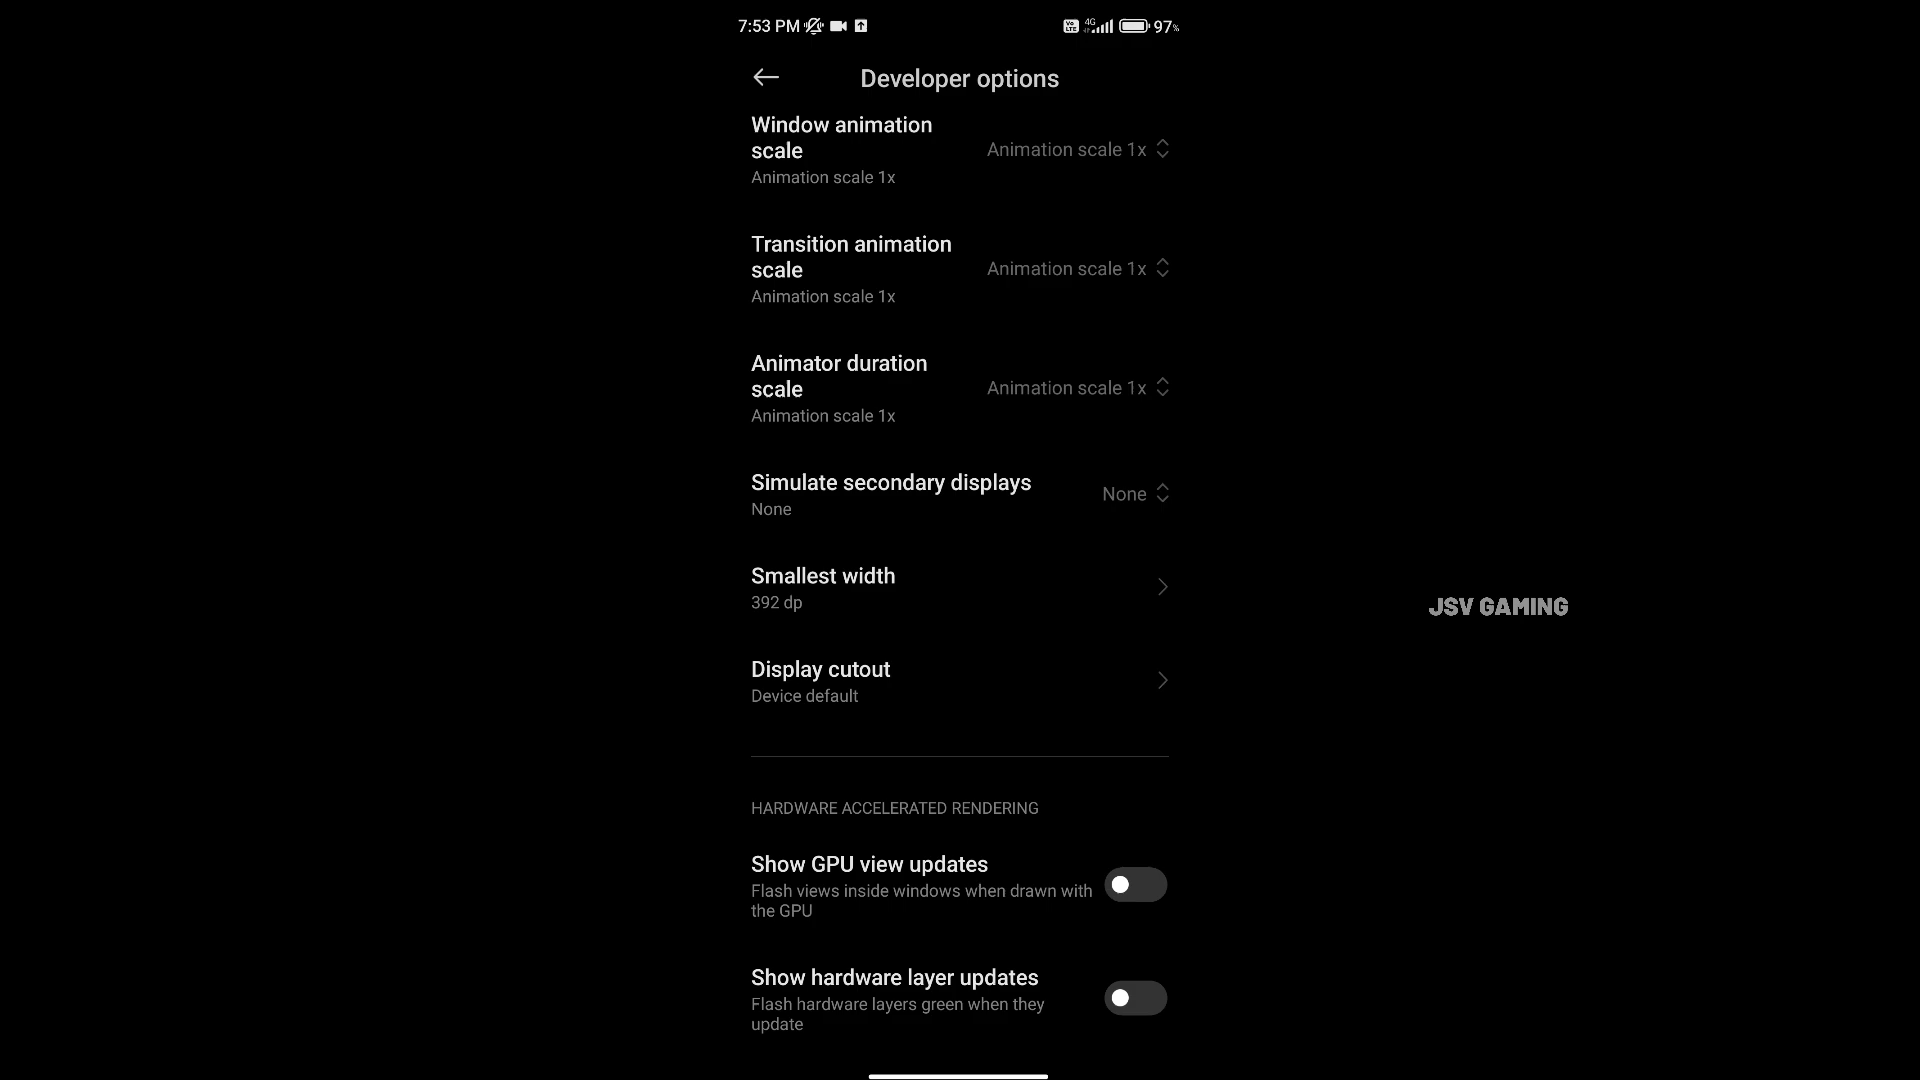 7:53 PM
Vo LTE 4G 97%
Developer options
Window animation
scale
Animation scale 1x
Animation scale 1x
Transition animation
scale
Animation scale 1x
Animation scale 1x
Animator duration
scale
Animation scale 1x
Animation scale 1x
Simulate secondary displays
None
None
Smallest width
392 dp
JSV GAMING
Display cutout
Device default
HARDWARE ACCELERATED RENDERING
Show GPU view updates
Flash views inside windows when drawn with
the GPU
Show hardware layer updates
Flash hardware layers green when they
update